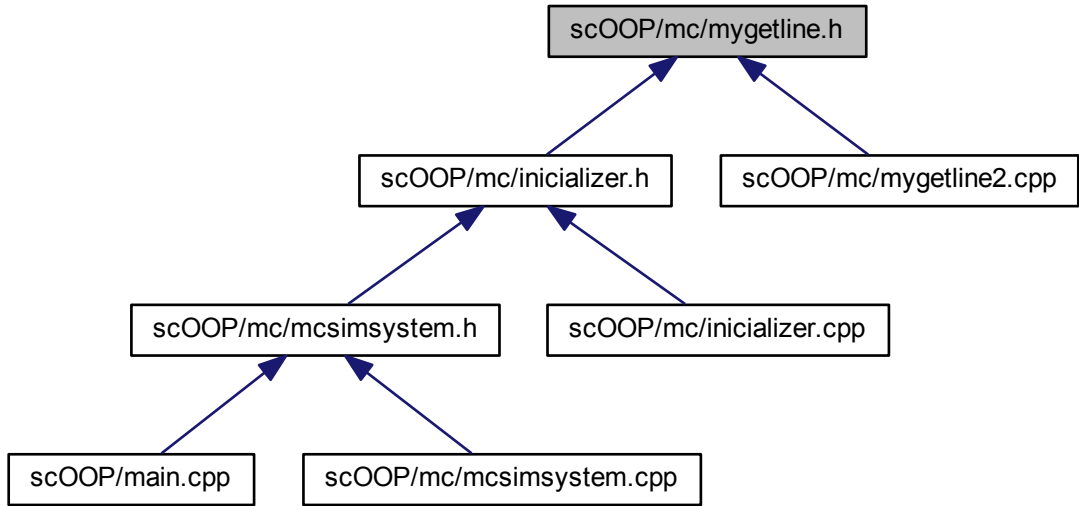 scOOP/mc/mygetline.h
scOOP/mc/inicializer.h
scOOP/mc/mygetline2.cpp
scOOP/mc/mcsimsystem.h
scOOP/mc/inicializer.cpp
scOOP/main.cpp
scOOP/mc/mcsimsystem.cpp